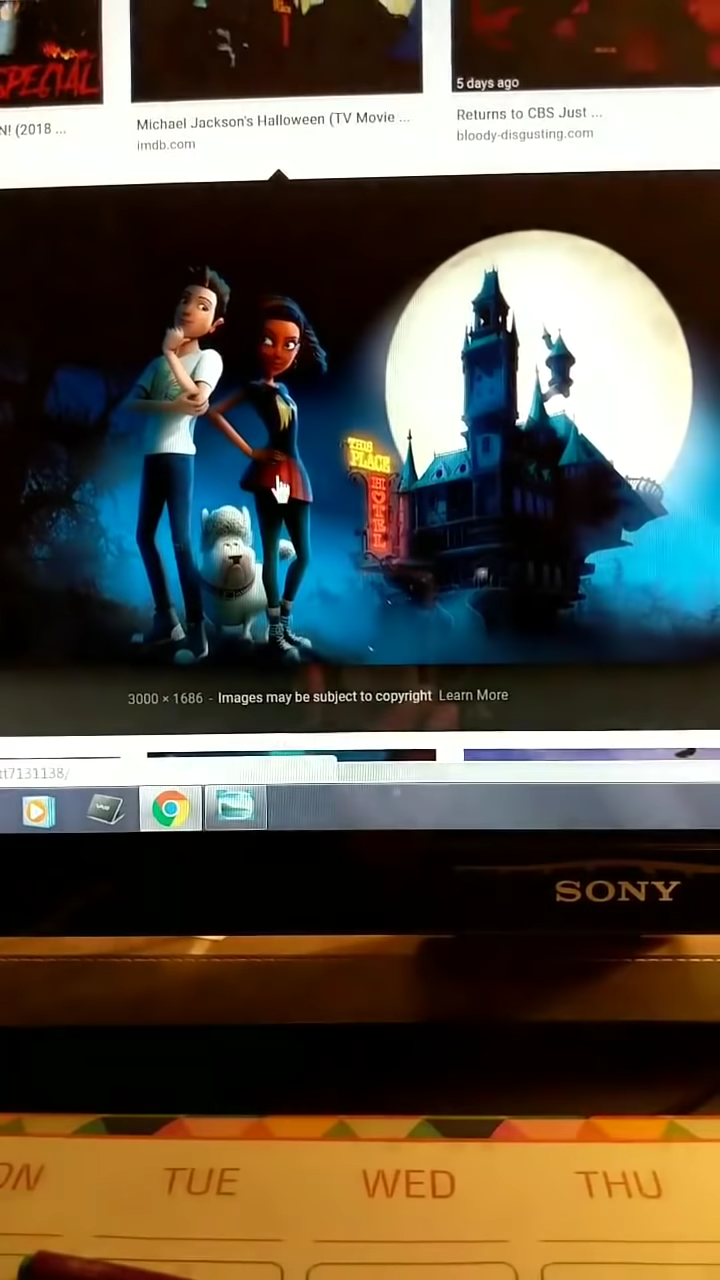 SPECIAL
5 days ago
N! (2018 ...
Michael Jackson's Halloween (TV Movie ...
imdb.com
Returns to CBS Just ...
bloody-disgusting.com
THIS
PLACE
HOTEL
3000 × 1686 - Images may be subject to copyright Learn More
tt7131138/
SONY
ON
TUE
WED
THU